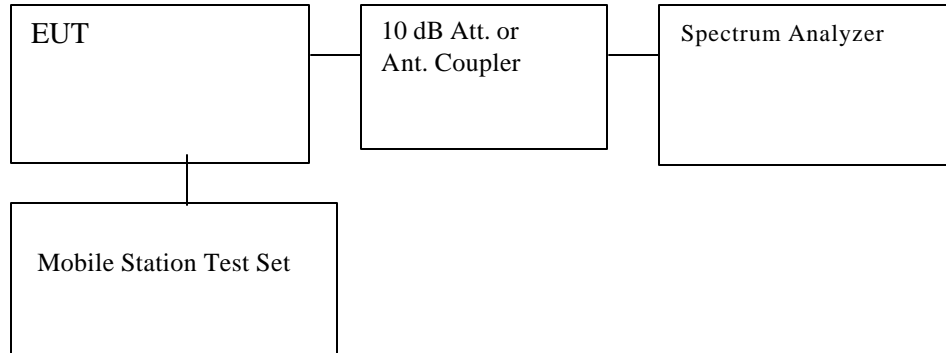 EUT
10 dB Att. or
Ant. Coupler
Spectrum Analyzer
Mobile Station Test Set